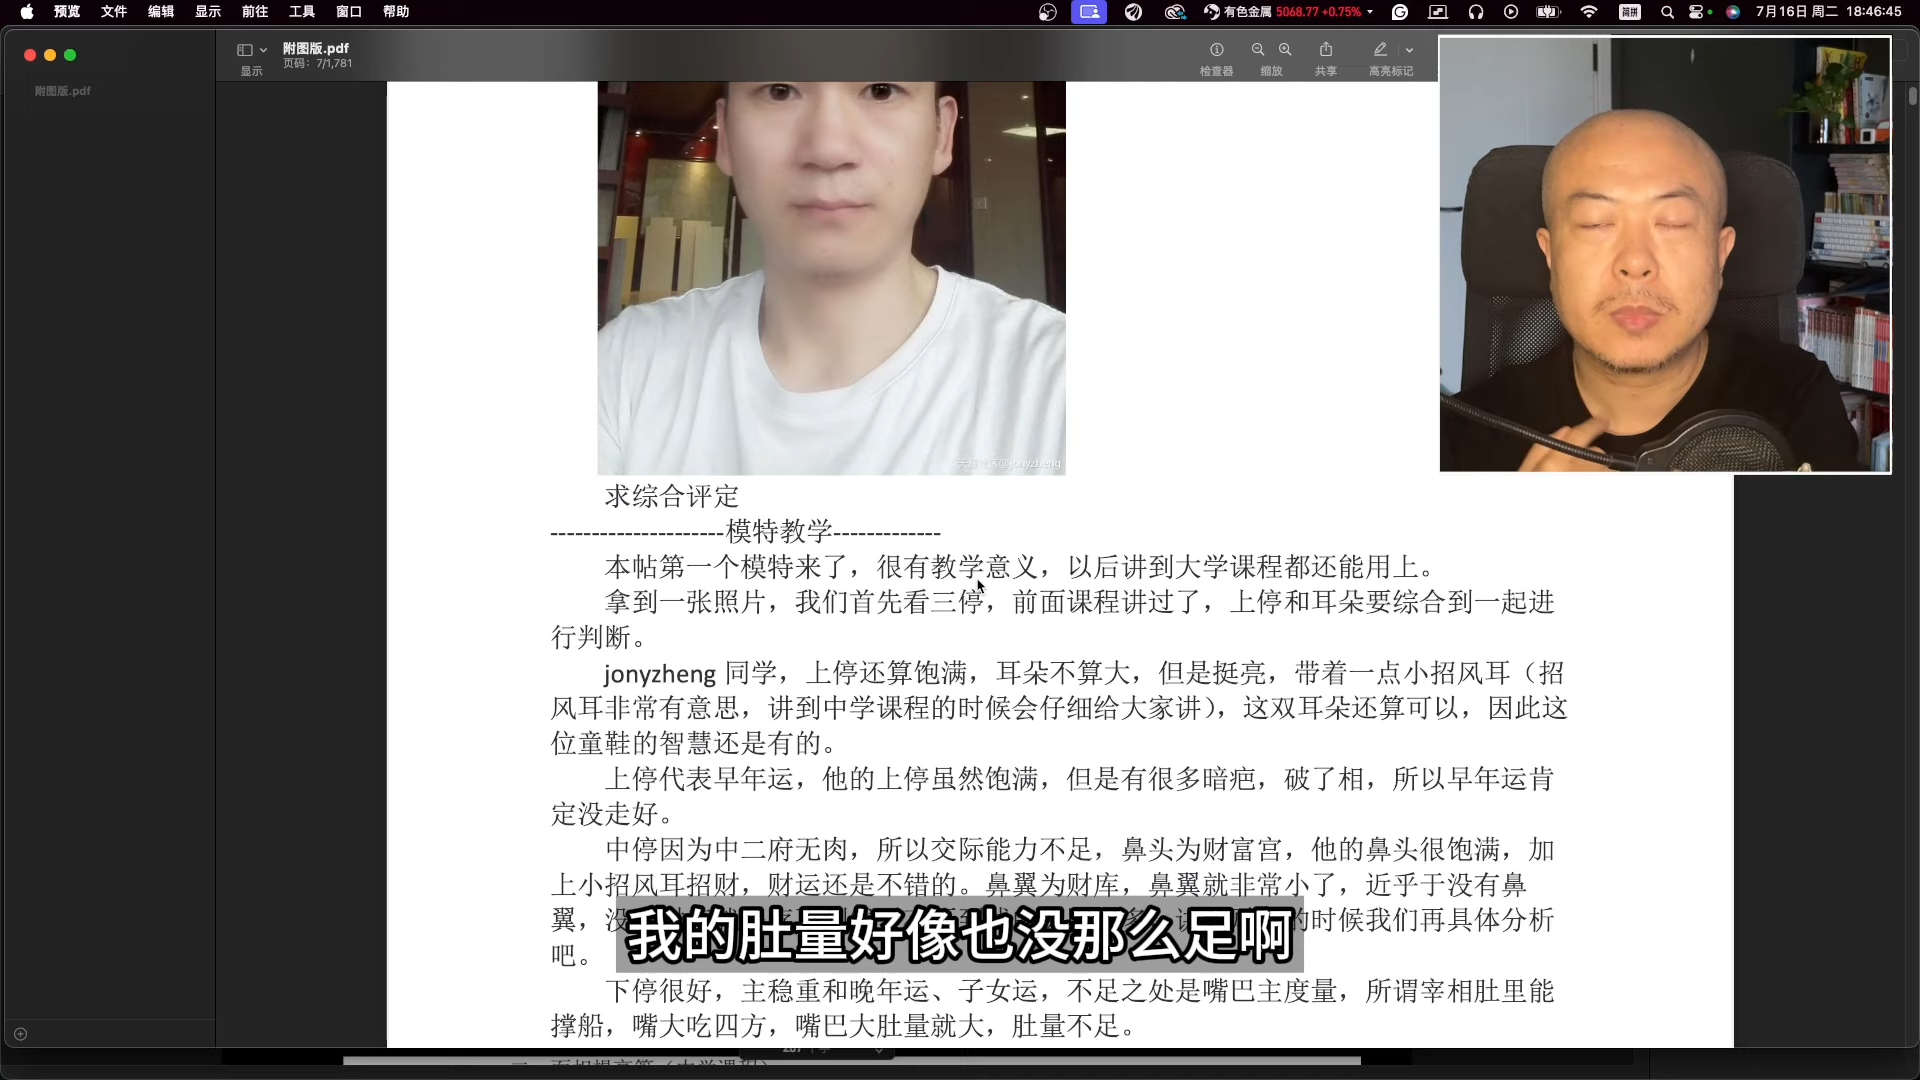 预览 文件 编辑 显示 前往 工具 窗口 帮助 有色金属 5068.77 +0.75% 简拼 7月16日 周二 18:46:45
附图版.pdf
页码：7/1,781
显示 检查器 缩放 共享 高亮标记
附图版.pdf
求综合评定
---------------------模特教学-------------
本帖第一个模特来了，很有教学意义，以后讲到大学课程都还能用上。
拿到一张照片，我们首先看三停，前面课程讲过了，上停和耳朵要综合到一起进
行判断。
jonyzheng 同学，上停还算饱满，耳朵不算大，但是挺亮，带着一点小招风耳（招
风耳非常有意思，讲到中学课程的时候会仔细给大家讲），这双耳朵还算可以，因此这
位童鞋的智慧还是有的。
上停代表早年运，他的上停虽然饱满，但是有很多暗疤，破了相，所以早年运肯
定没走好。
中停因为中二府无肉，所以交际能力不足，鼻头为财富宫，他的鼻头很饱满，加
上小招风耳招财，财运还是不错的。鼻翼为财库，鼻翼就非常小了，近乎于没有鼻
翼，没 的时候我们再具体分析
吧。
我的肚量好像也没那么足啊
下停很好，主稳重和晚年运、子女运，不足之处是嘴巴主度量，所谓宰相肚里能
撑船，嘴大吃四方，嘴巴大肚量就大，肚量不足。